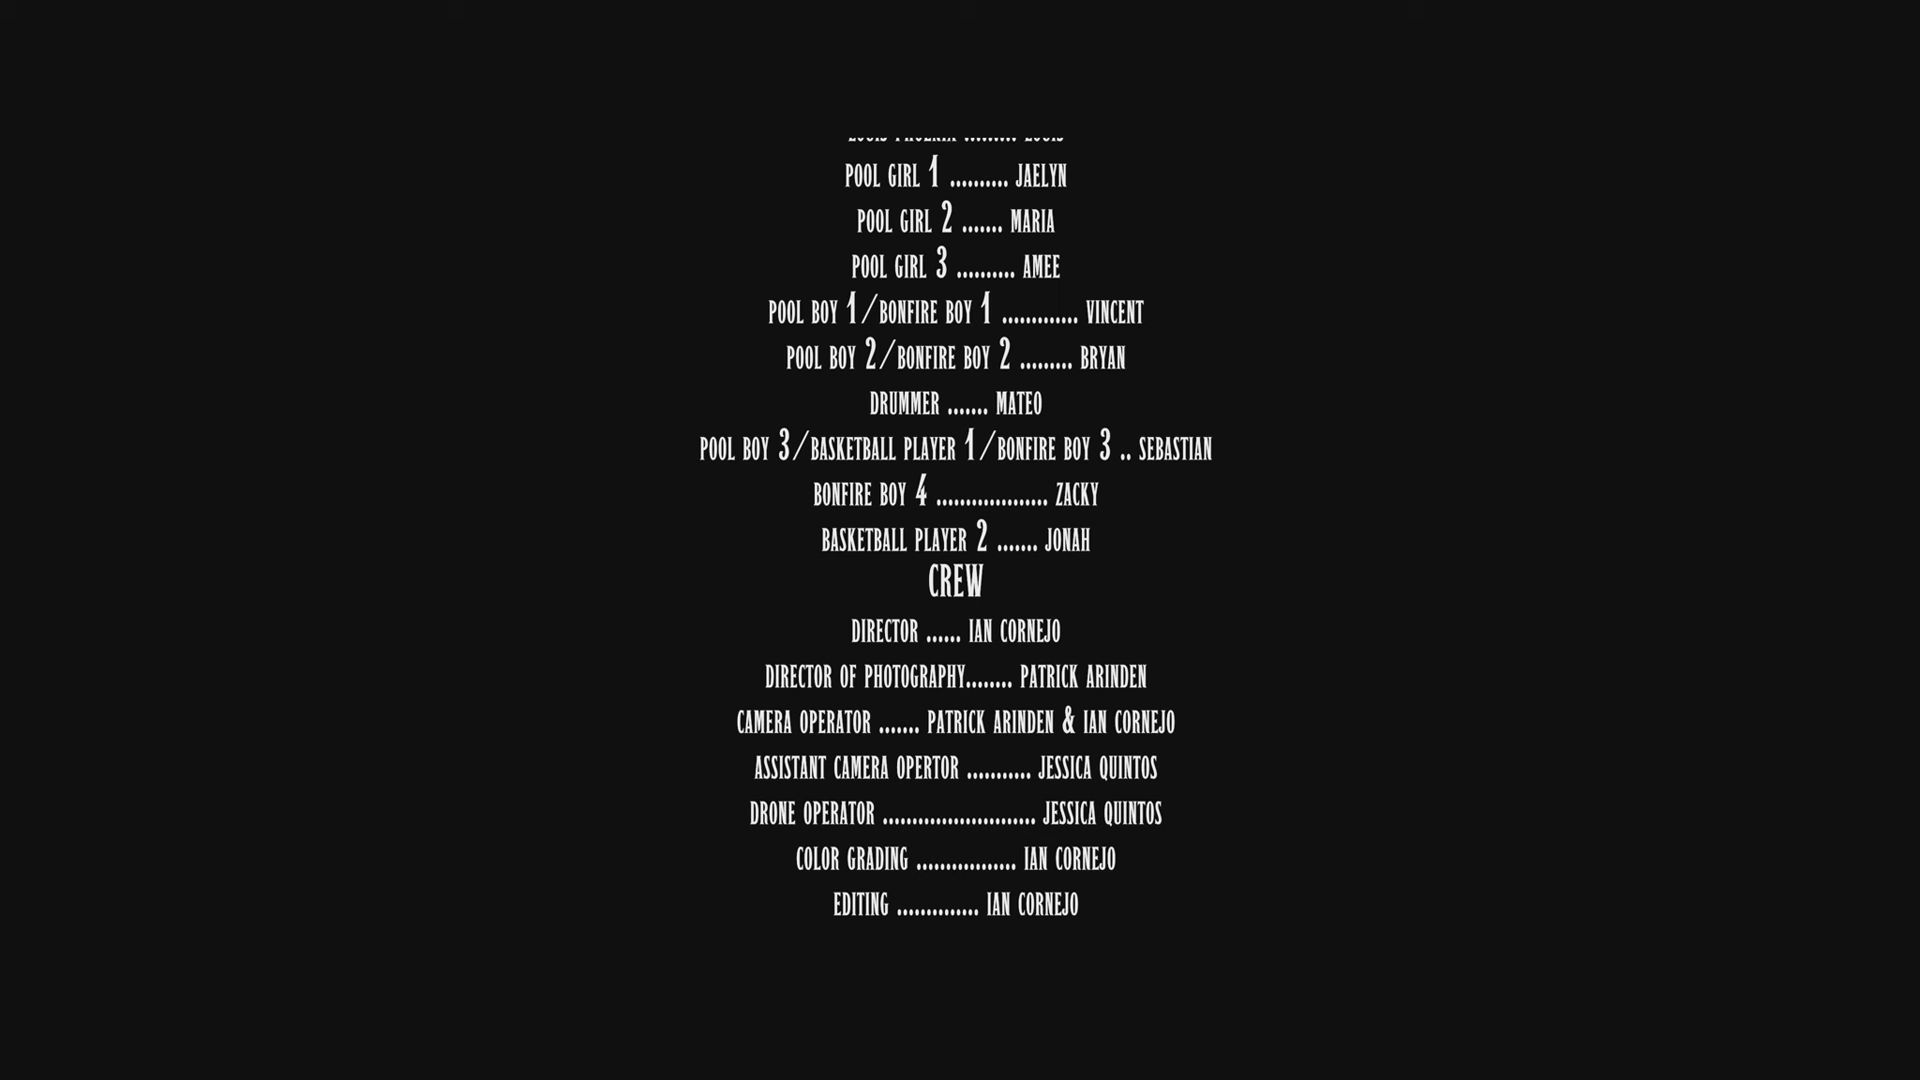 POOL GIRL 1 .......... JAELYN
POOL GIRL 2 ....... MARIA
POOL GIRL 3 .......... AMEE
POOL BOY 1/BONFIRE BOY 1 ............. VINCENT
POOL BOY 2/BONFIRE BOY 2 ......... BRYAN
DRUMMER ....... MATEO
POOL BOY 3/BASKETBALL PLAYER 1/BONFIRE BOY 3 .. SEBASTIAN
BONFIRE BOY 4 ................... ZACKY
BASKETBALL PLAYER 2 ....... JONAH
CREW
DIRECTOR ...... IAN CORNEJO
DIRECTOR OF PHOTOGRAPHY........ PATRICK ARINDEN
CAMERA OPERATOR ....... PATRICK ARINDEN & IAN CORNEJO
ASSISTANT CAMERA OPERTOR ........... JESSICA QUINTOS
DRONE OPERATOR .......................... JESSICA QUINTOS
COLOR GRADING ................. IAN CORNEJO
EDITING .............. IAN CORNEJO